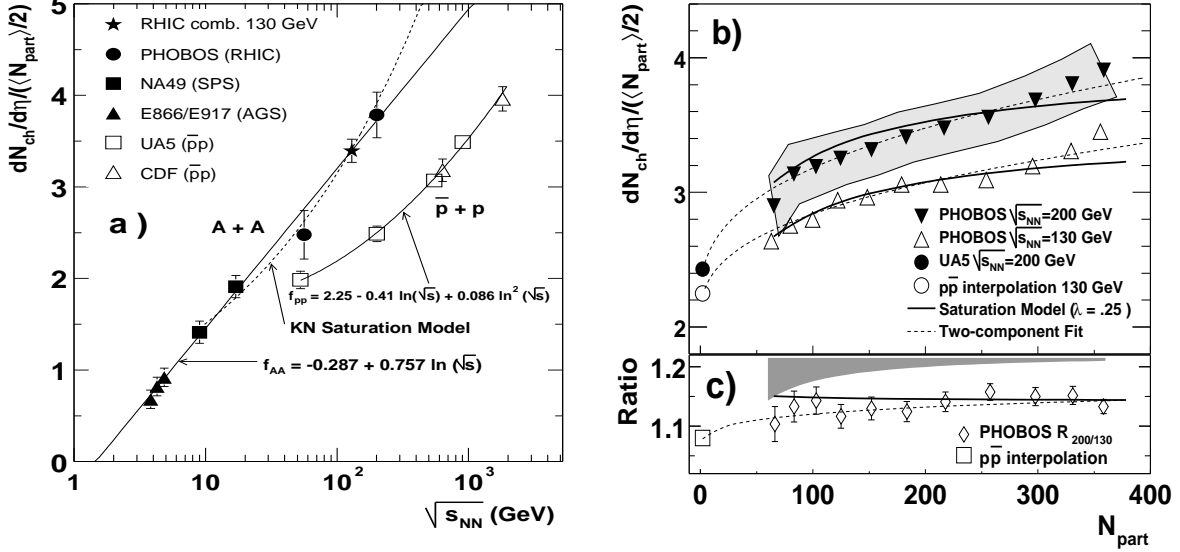 dN_ch/dη/(⟨N_part⟩/2)
5
4
3
2
1
0
★ RHIC comb. 130 GeV
● PHOBOS (RHIC)
■ NA49 (SPS)
▲ E866/E917 (AGS)
□ UA5 (p̅p)
△ CDF (p̅p)
a )
A + A
p̅ + p
f_pp = 2.25 - 0.41 ln(√s) + 0.086 ln² (√s)
KN Saturation Model
f_AA = -0.287 + 0.757 ln (√s)
1 10 10² 10³
√s_NN (GeV)
dN_ch/dη/(⟨N_part⟩/2)
4
3
2
b)
▼ PHOBOS √s_NN=200 GeV
△ PHOBOS √s_NN=130 GeV
● UA5 √s_NN=200 GeV
○ pp̅ interpolation 130 GeV
Saturation Model (λ = .25 )
Two-component Fit
Ratio
1.2
1.1
c)
◇ PHOBOS R_200/130
□ pp̅ interpolation
0 100 200 300 400
N_part